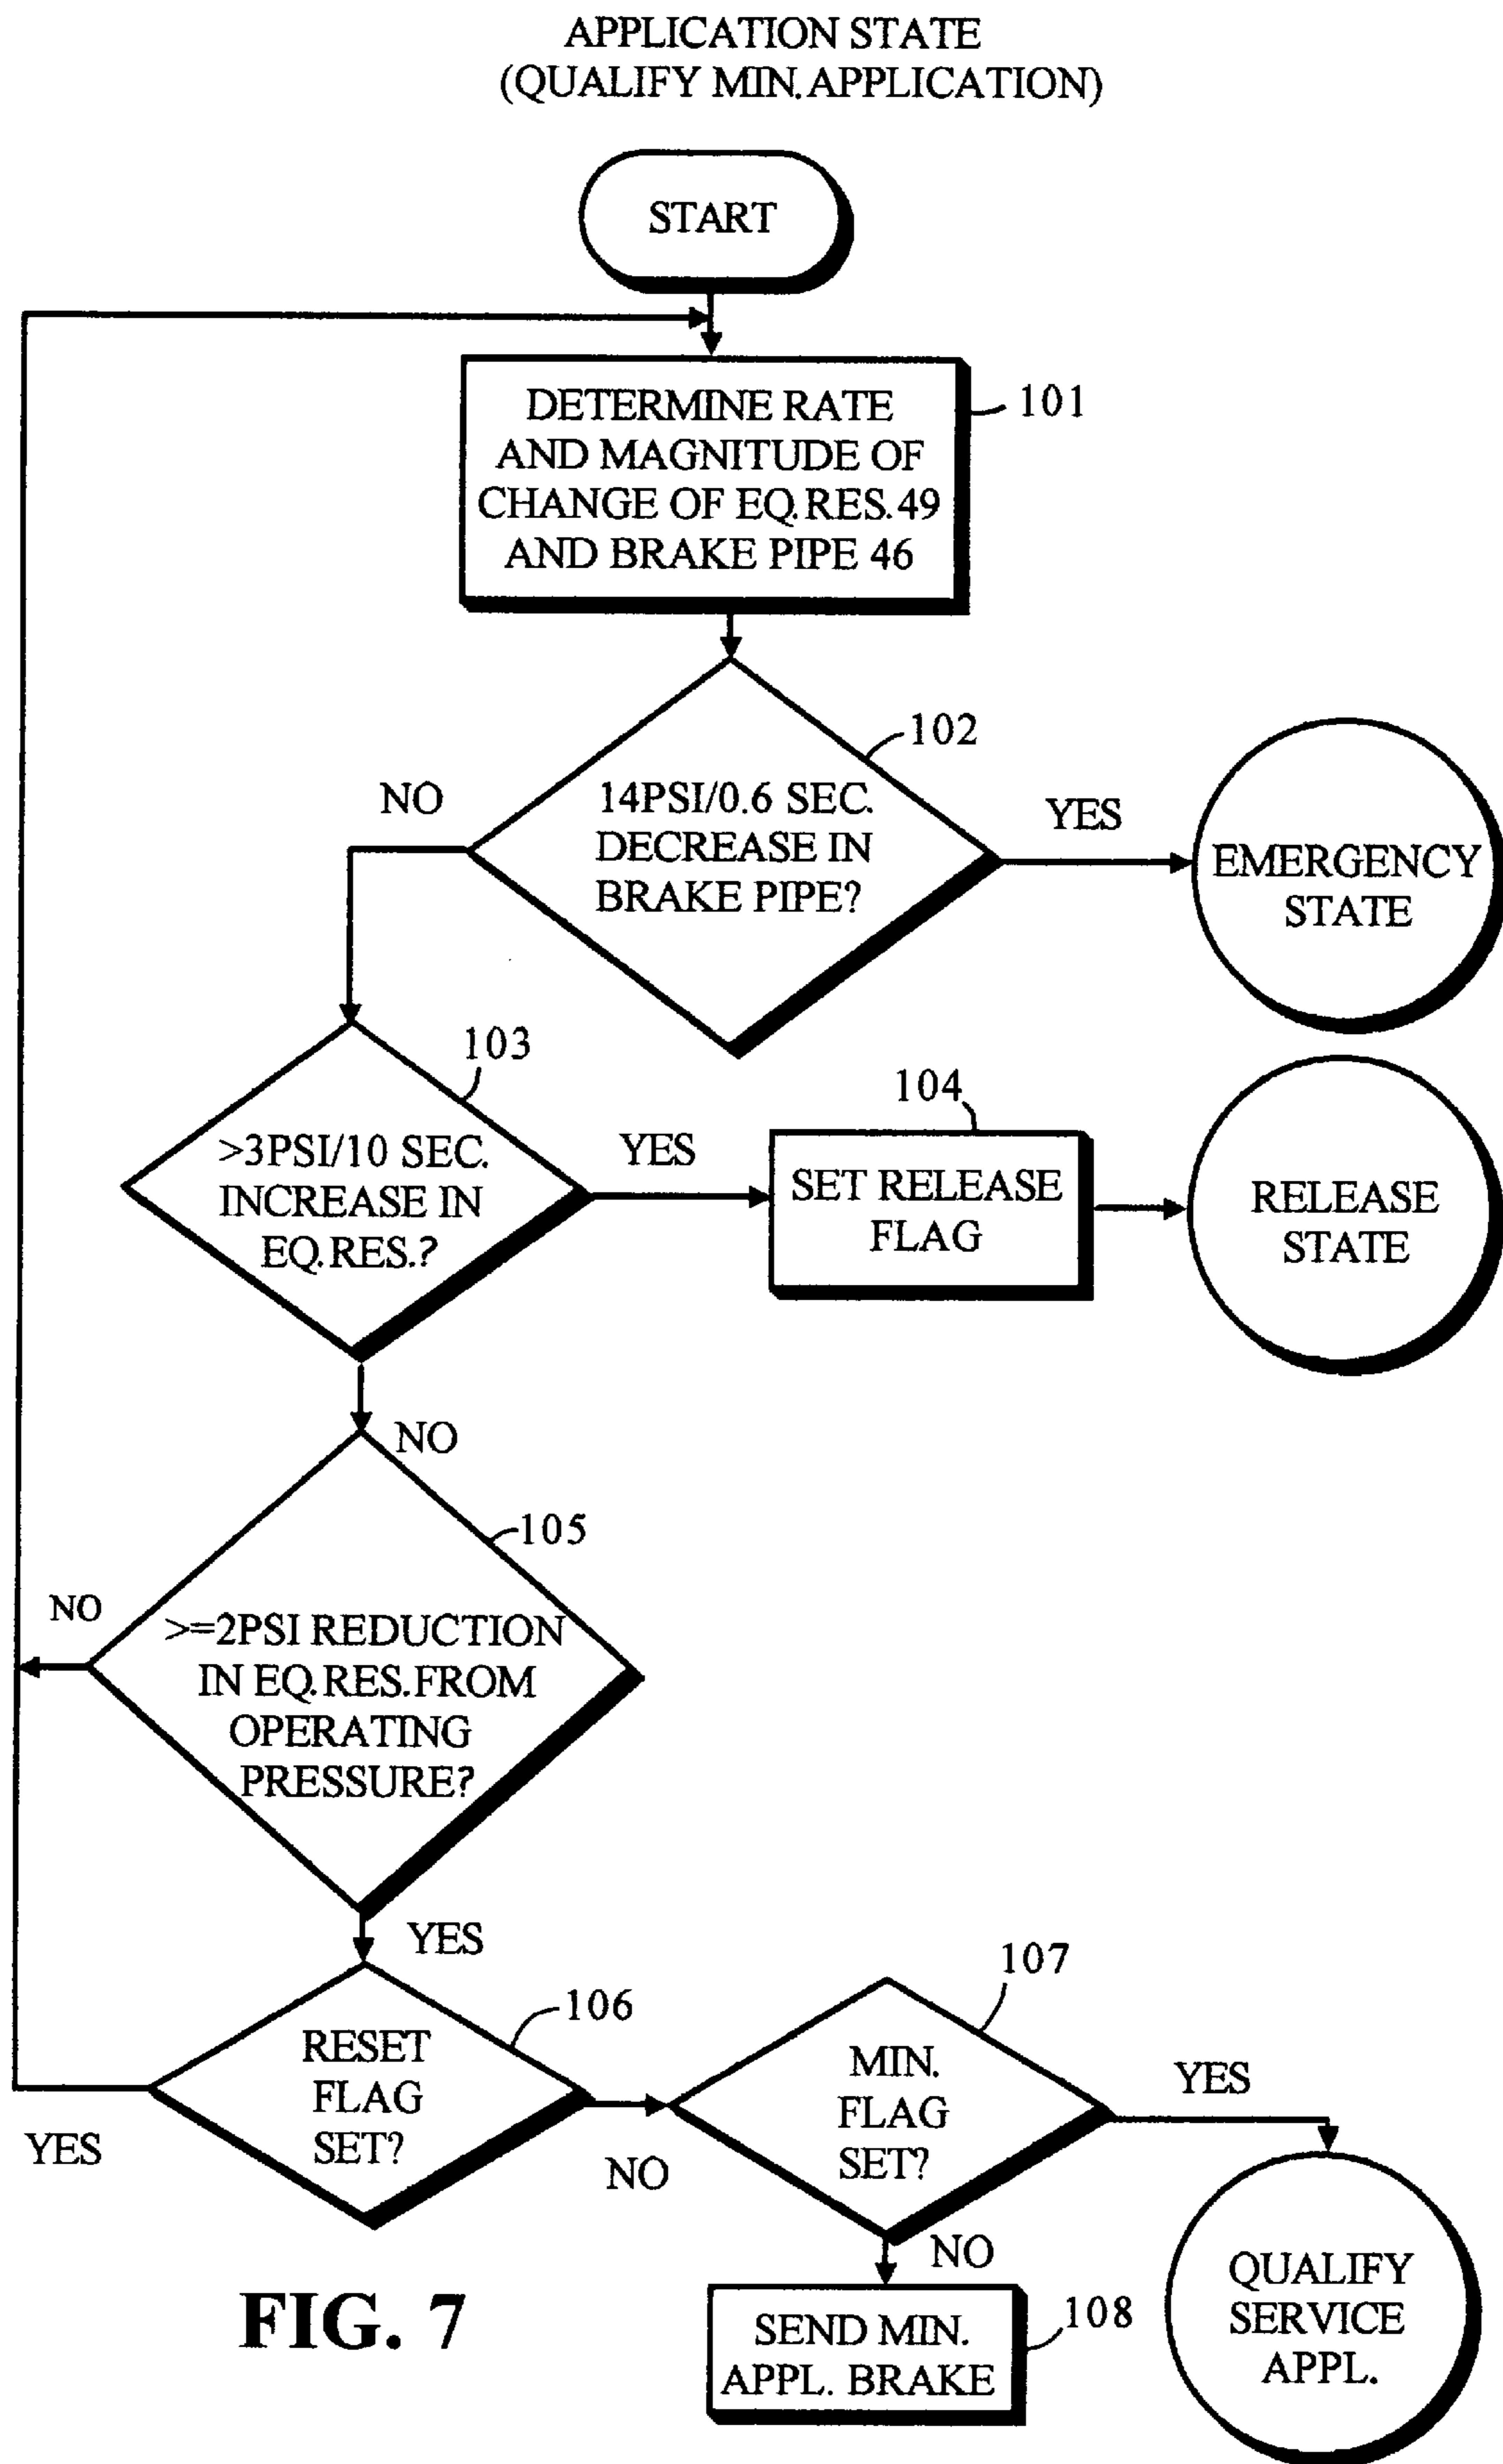 APPLICATION STATE
(QUALIFY MIN. APPLICATION)
START
DETERMINE RATE
AND MAGNITUDE OF
CHANGE OF EQ. RES. 49
AND BRAKE PIPE 46
101
102
NO
14PSI/0.6 SEC.
DECREASE IN
BRAKE PIPE?
YES
EMERGENCY
STATE
103
>3PSI/10 SEC.
INCREASE IN
EQ. RES.?
YES
104
SET RELEASE
FLAG
RELEASE
STATE
NO
105
NO
>=2PSI REDUCTION
IN EQ. RES. FROM
OPERATING
PRESSURE?
YES
106
RESET
FLAG
SET?
YES
NO
107
MIN.
FLAG
SET?
YES
NO
QUALIFY
SERVICE
APPL.
108
SEND MIN.
APPL. BRAKE
FIG. 7